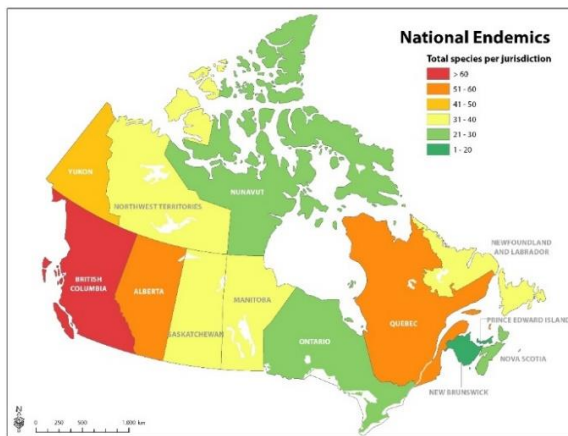 National Endemics
Total species per jurisdiction
> 60
51 - 60
41 - 50
31 - 40
21 - 30
1 - 20
YUKON
NORTHWEST TERRITORIES
NUNAVUT
BRITISH
COLUMBIA
ALBERTA
SASKATCHEWAN
MANITOBA
ONTARIO
QUEBEC
NEWFOUNDLAND
AND LABRADOR
PRINCE EDWARD ISLAND
NOVA SCOTIA
NEW BRUNSWICK
N
0 250 500 1,000 km